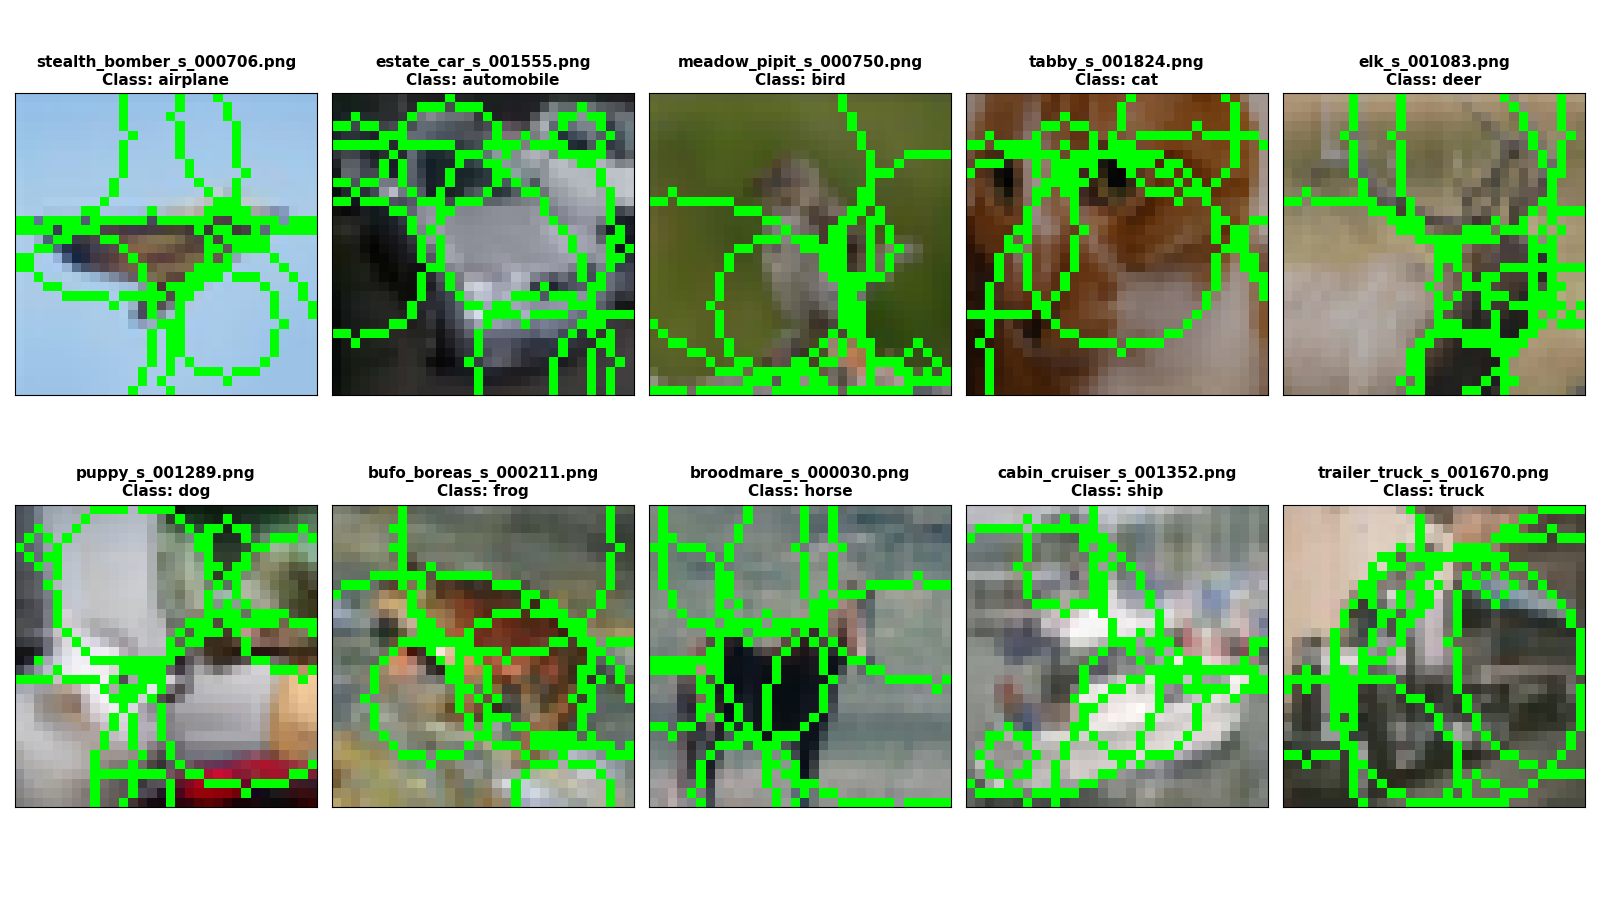 stealth_bomber_s_000706.png
Class: airplane
estate_car_s_001555.png
Class: automobile
meadow_pipit_s_000750.png
Class: bird
tabby_s_001824.png
Class: cat
elk_s_001083.png
Class: deer
puppy_s_001289.png
Class: dog
bufo_boreas_s_000211.png
Class: frog
broodmare_s_000030.png
Class: horse
cabin_cruiser_s_001352.png
Class: ship
trailer_truck_s_001670.png
Class: truck